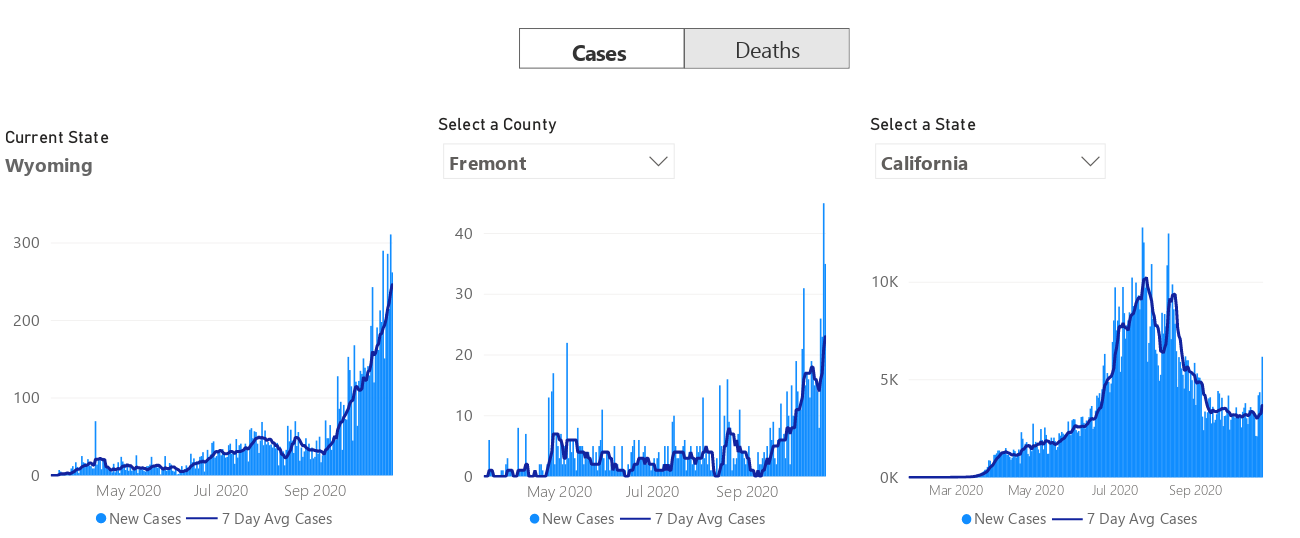 Cases Deaths
Current State
Wyoming
300
200
100
0
May 2020 Jul 2020 Sep 2020
New Cases 7 Day Avg Cases
Select a County
Fremont
40
30
20
10
0
May 2020 Jul 2020 Sep 2020
New Cases 7 Day Avg Cases
Select a State
California
10K
5K
0K
Mar 2020 May 2020 Jul 2020 Sep 2020
New Cases 7 Day Avg Cases